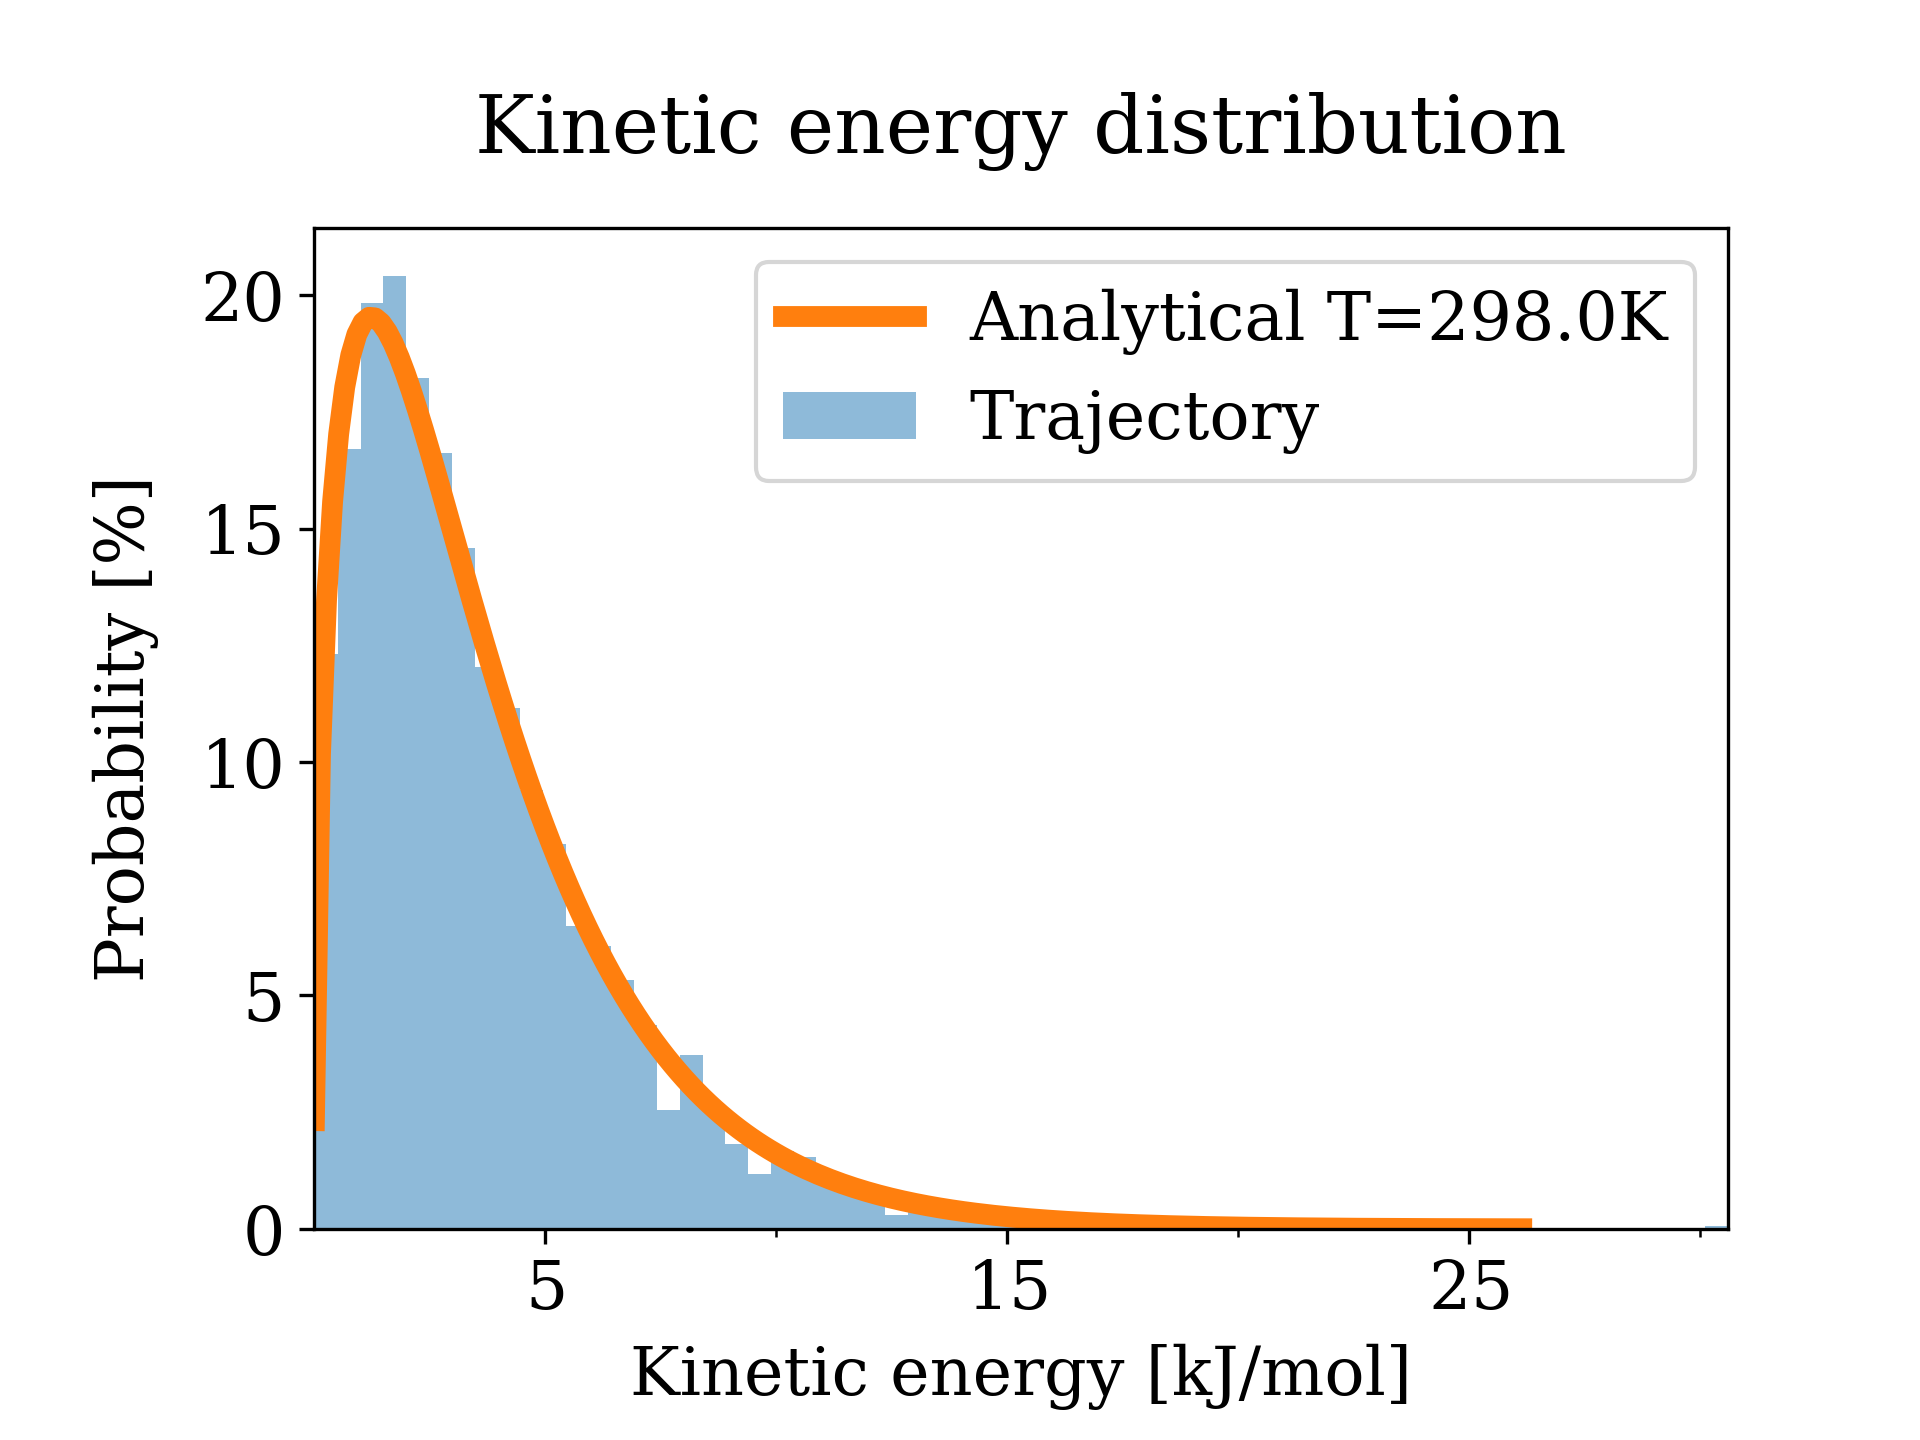 Kinetic energy distribution
Analytical T=298.0K
Trajectory
Probability [%]
20
15
10
5
0
5 15 25
Kinetic energy [kJ/mol]